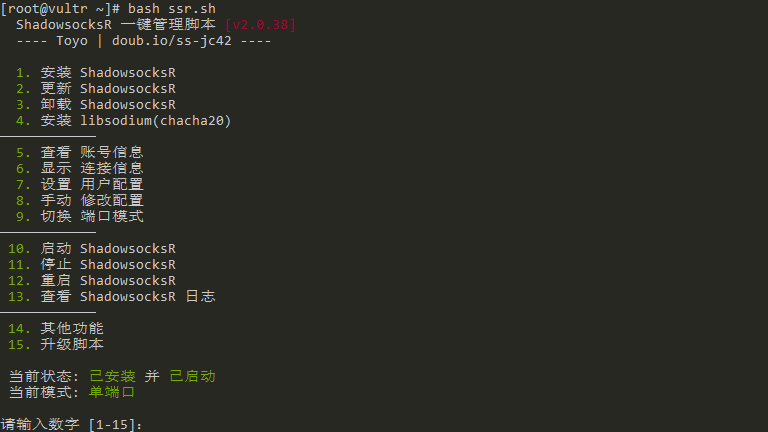 [root@vultr ~]# bash ssr.sh
ShadowsocksR 一键管理脚本 [v2.0.38]
---- Toyo | doub.io/ss-jc42 ----
1. 安装 ShadowsocksR
2. 更新 ShadowsocksR
3. 卸载 ShadowsocksR
4. 安装 libsodium(chacha20)
————————————
5. 查看 账号信息
6. 显示 连接信息
7. 设置 用户配置
8. 手动 修改配置
9. 切换 端口模式
————————————
10. 启动 ShadowsocksR
11. 停止 ShadowsocksR
12. 重启 ShadowsocksR
13. 查看 ShadowsocksR 日志
————————————
14. 其他功能
15. 升级脚本
当前状态: 已安装 并 已启动
当前模式: 单端口
请输入数字 [1-15]：